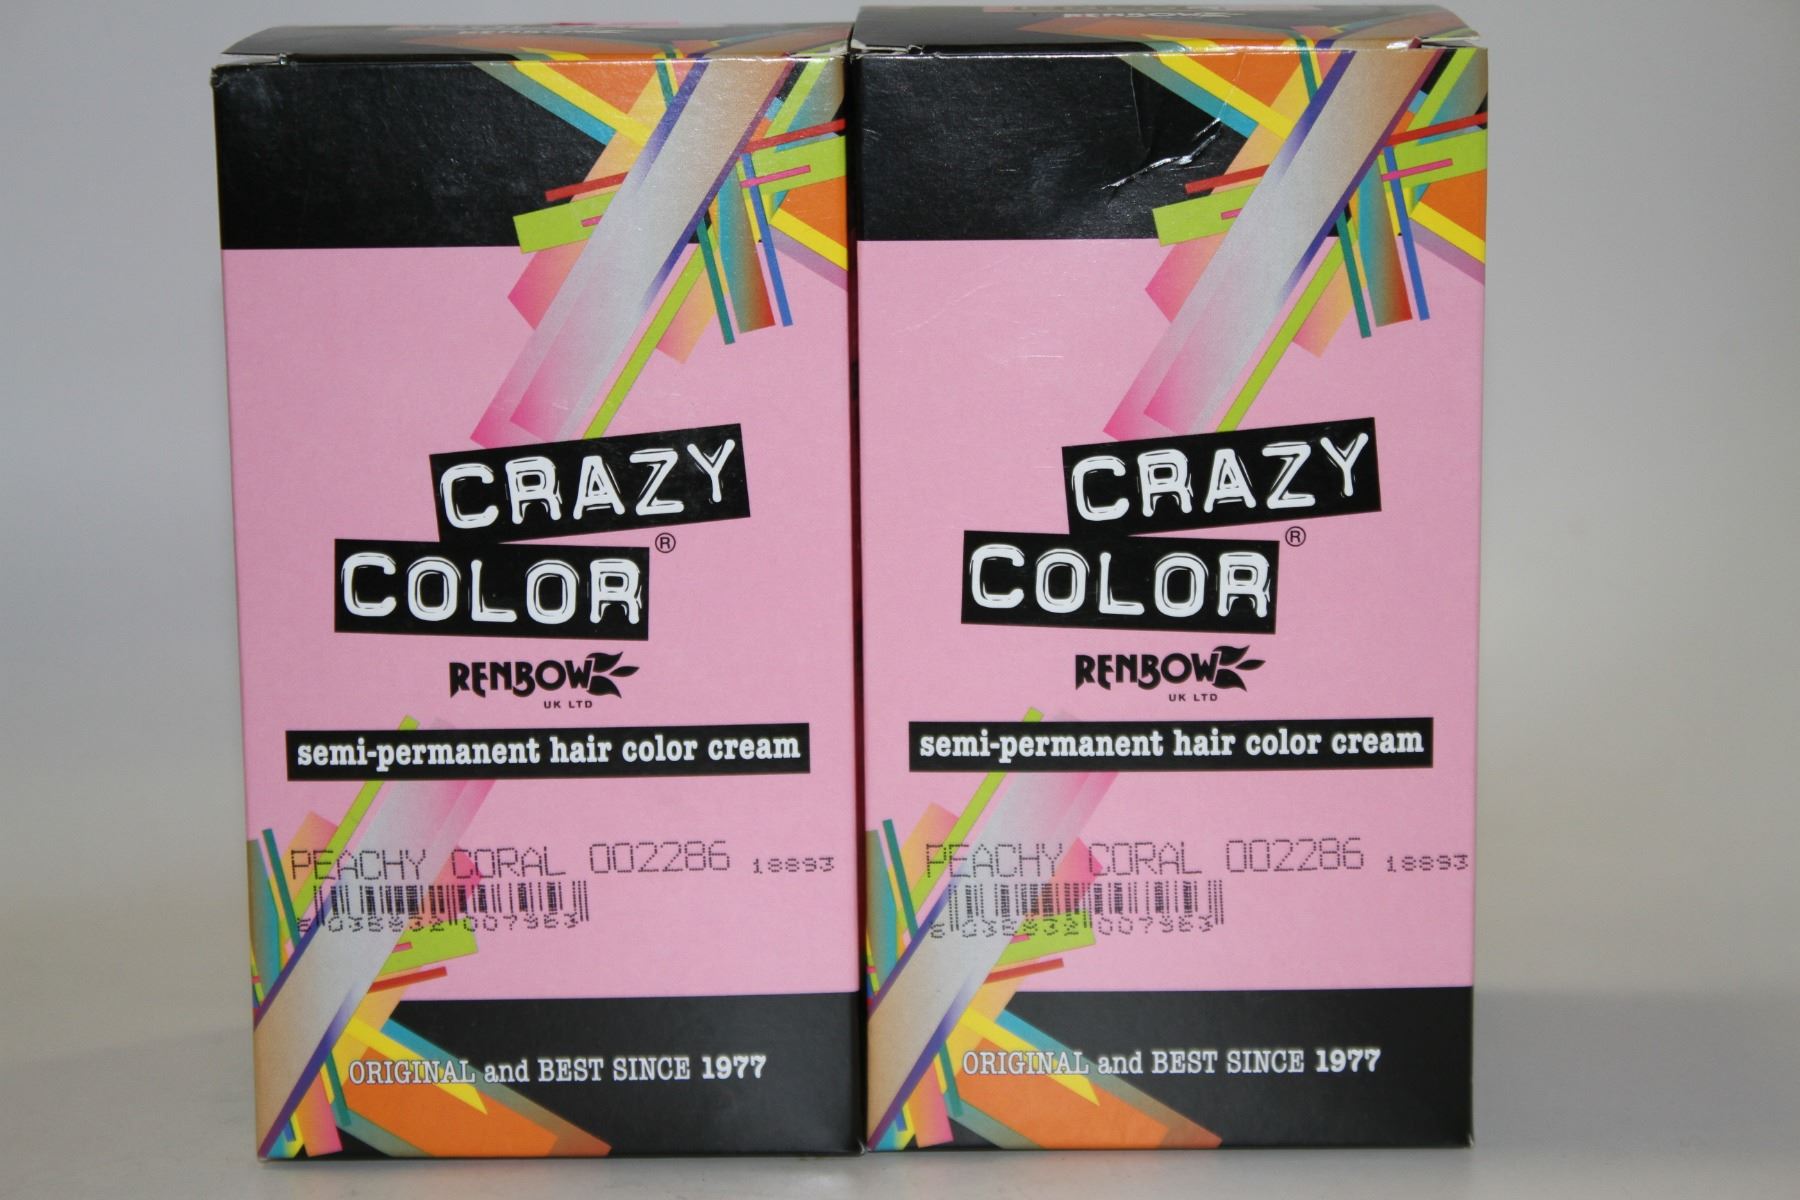 RENBOW
CRAZY
COLOR®
RENBOW
UK LTD
semi-permanent hair color cream
PEACHY CORAL 002286 18893
ORIGINAL and BEST SINCE 1977
RENBOW
CRAZY
COLOR®
RENBOW
UK LTD
semi-permanent hair color cream
PEACHY CORAL 002286 18893
ORIGINAL and BEST SINCE 1977